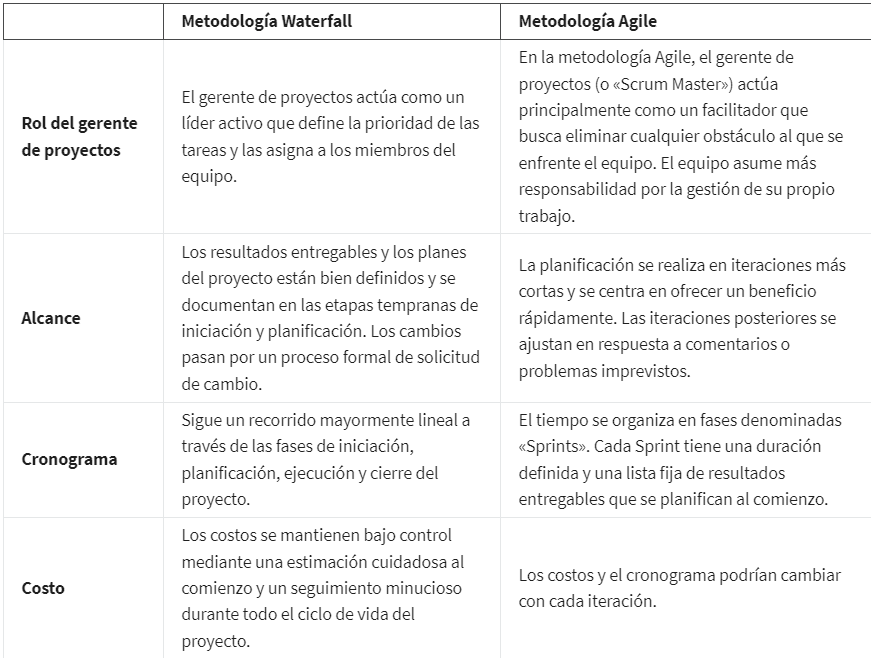 Metodología Waterfall
Metodología Agile
Rol del gerente
de proyectos
El gerente de proyectos actúa como un
líder activo que define la prioridad de las
tareas y las asigna a los miembros del
equipo.
En la metodología Agile, el gerente de
proyectos (o «Scrum Master») actúa
principalmente como un facilitador que
busca eliminar cualquier obstáculo al que se
enfrente el equipo. El equipo asume más
responsabilidad por la gestión de su propio
trabajo.
Alcance
Los resultados entregables y los planes
del proyecto están bien definidos y se
documentan en las etapas tempranas de
iniciación y planificación. Los cambios
pasan por un proceso formal de solicitud
de cambio.
La planificación se realiza en iteraciones más
cortas y se centra en ofrecer un beneficio
rápidamente. Las iteraciones posteriores se
ajustan en respuesta a comentarios o
problemas imprevistos.
Cronograma
Sigue un recorrido mayormente lineal a
través de las fases de iniciación,
planificación, ejecución y cierre del
proyecto.
El tiempo se organiza en fases denominadas
«Sprints». Cada Sprint tiene una duración
definida y una lista fija de resultados
entregables que se planifican al comienzo.
Costo
Los costos se mantienen bajo control
mediante una estimación cuidadosa al
comienzo y un seguimiento minucioso
durante todo el ciclo de vida del
proyecto.
Los costos y el cronograma podrían cambiar
con cada iteración.